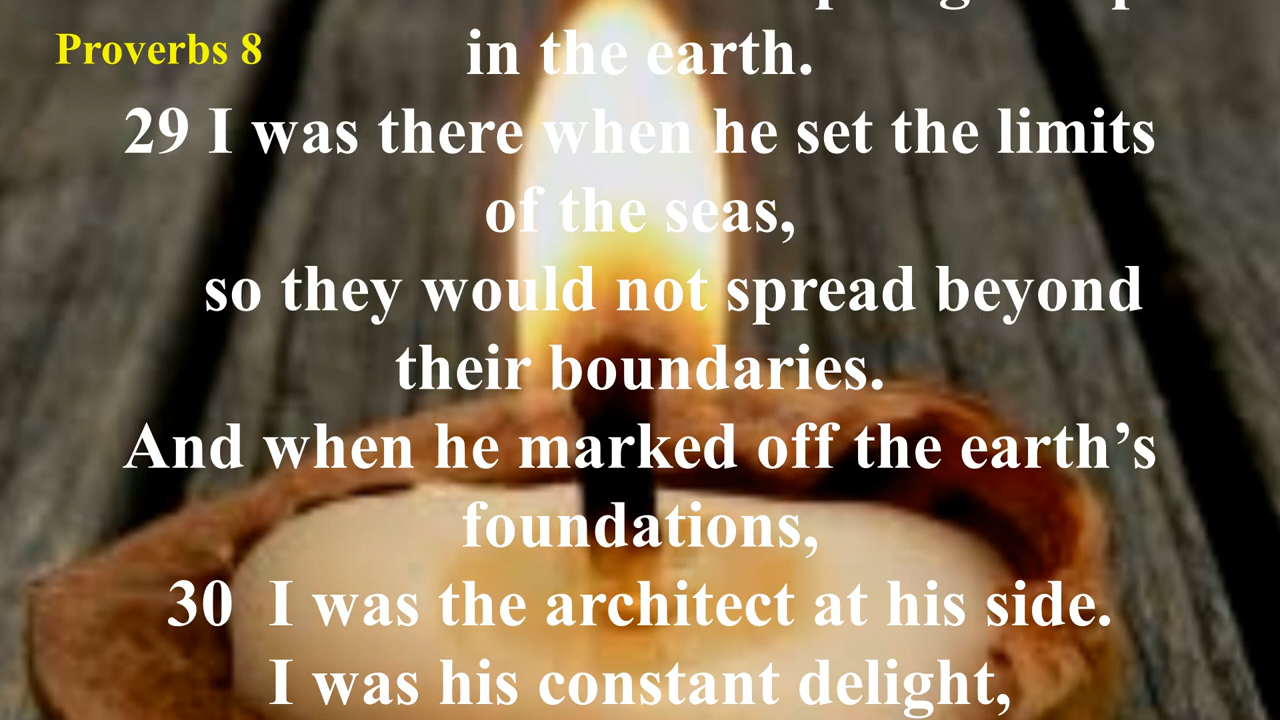 Proverbs 8
in the earth.
29 I was there when he set the limits
of the seas,
so they would not spread beyond
their boundaries.
And when he marked off the earth’s
foundations,
30 I was the architect at his side.
I was his constant delight,